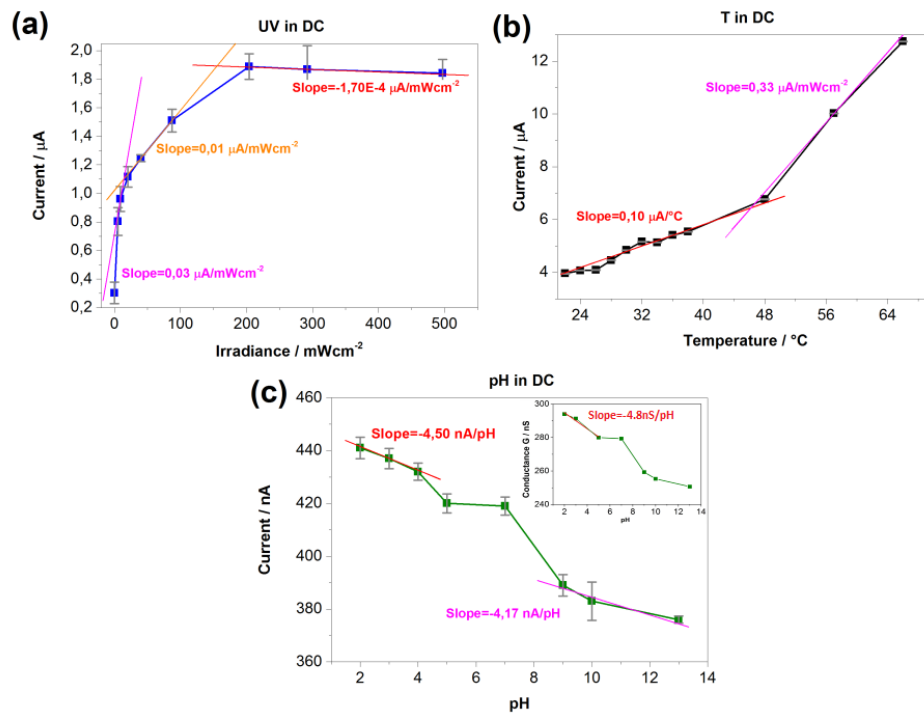 (a)
UV in DC
2,0
1,8
1,6
1,4
1,2
1,0
0,8
0,6
0,4
0,2
Current / μA
Slope=-1,70E-4 μA/mWcm⁻²
Slope=0,01 μA/mWcm⁻²
Slope=0,03 μA/mWcm⁻²
0 100 200 300 400 500
Irradiance / mWcm⁻²
(b)
T in DC
12
10
8
6
4
Current / μA
Slope=0,33 μA/mWcm⁻²
Slope=0,10 μA/°C
24 32 40 48 56 64
Temperature / °C
(c)
pH in DC
460
440
420
400
380
360
Current / nA
Slope=-4,50 nA/pH
Slope=-4,17 nA/pH
2 4 6 8 10 12 14
pH
300
280
260
240
Conductance G / nS
Slope=-4.8nS/pH
2 4 6 8 10 12 14
pH